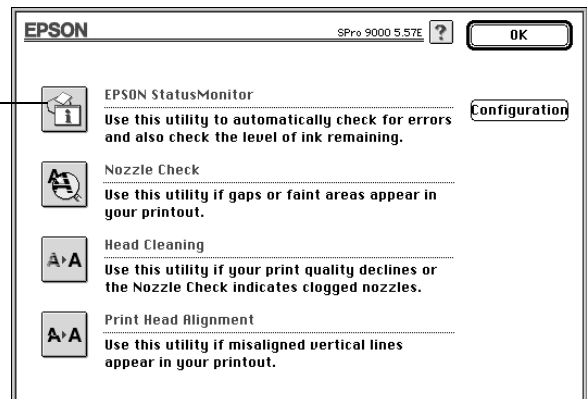 EPSON
SPro 9000 5.57E
?
OK
EPSON StatusMonitor
Use this utility to automatically check for errors
and also check the level of ink remaining.
Configuration
Nozzle Check
Use this utility if gaps or faint areas appear in
your printout.
Head Cleaning
A▸A
Use this utility if your print quality declines or
the Nozzle Check indicates clogged nozzles.
Print Head Alignment
A▸A
Use this utility if misaligned vertical lines
appear in your printout.